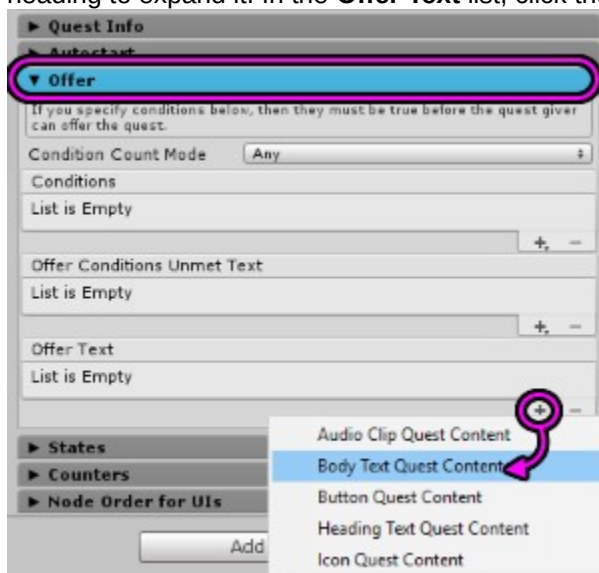 heading to expand it. In the Offer Text list, click the
► Quest Info
► Autostart
▼ Offer
If you specify conditions below, then they must be true before the quest giver
can offer the quest.
Condition Count Mode Any
Conditions
List is Empty
+ -
Offer Conditions Unmet Text
List is Empty
+ -
Offer Text
List is Empty
+ -
Audio Clip Quest Content
► States
Body Text Quest Content
► Counters
Button Quest Content
► Node Order for UIs
Heading Text Quest Content
Add
Icon Quest Content